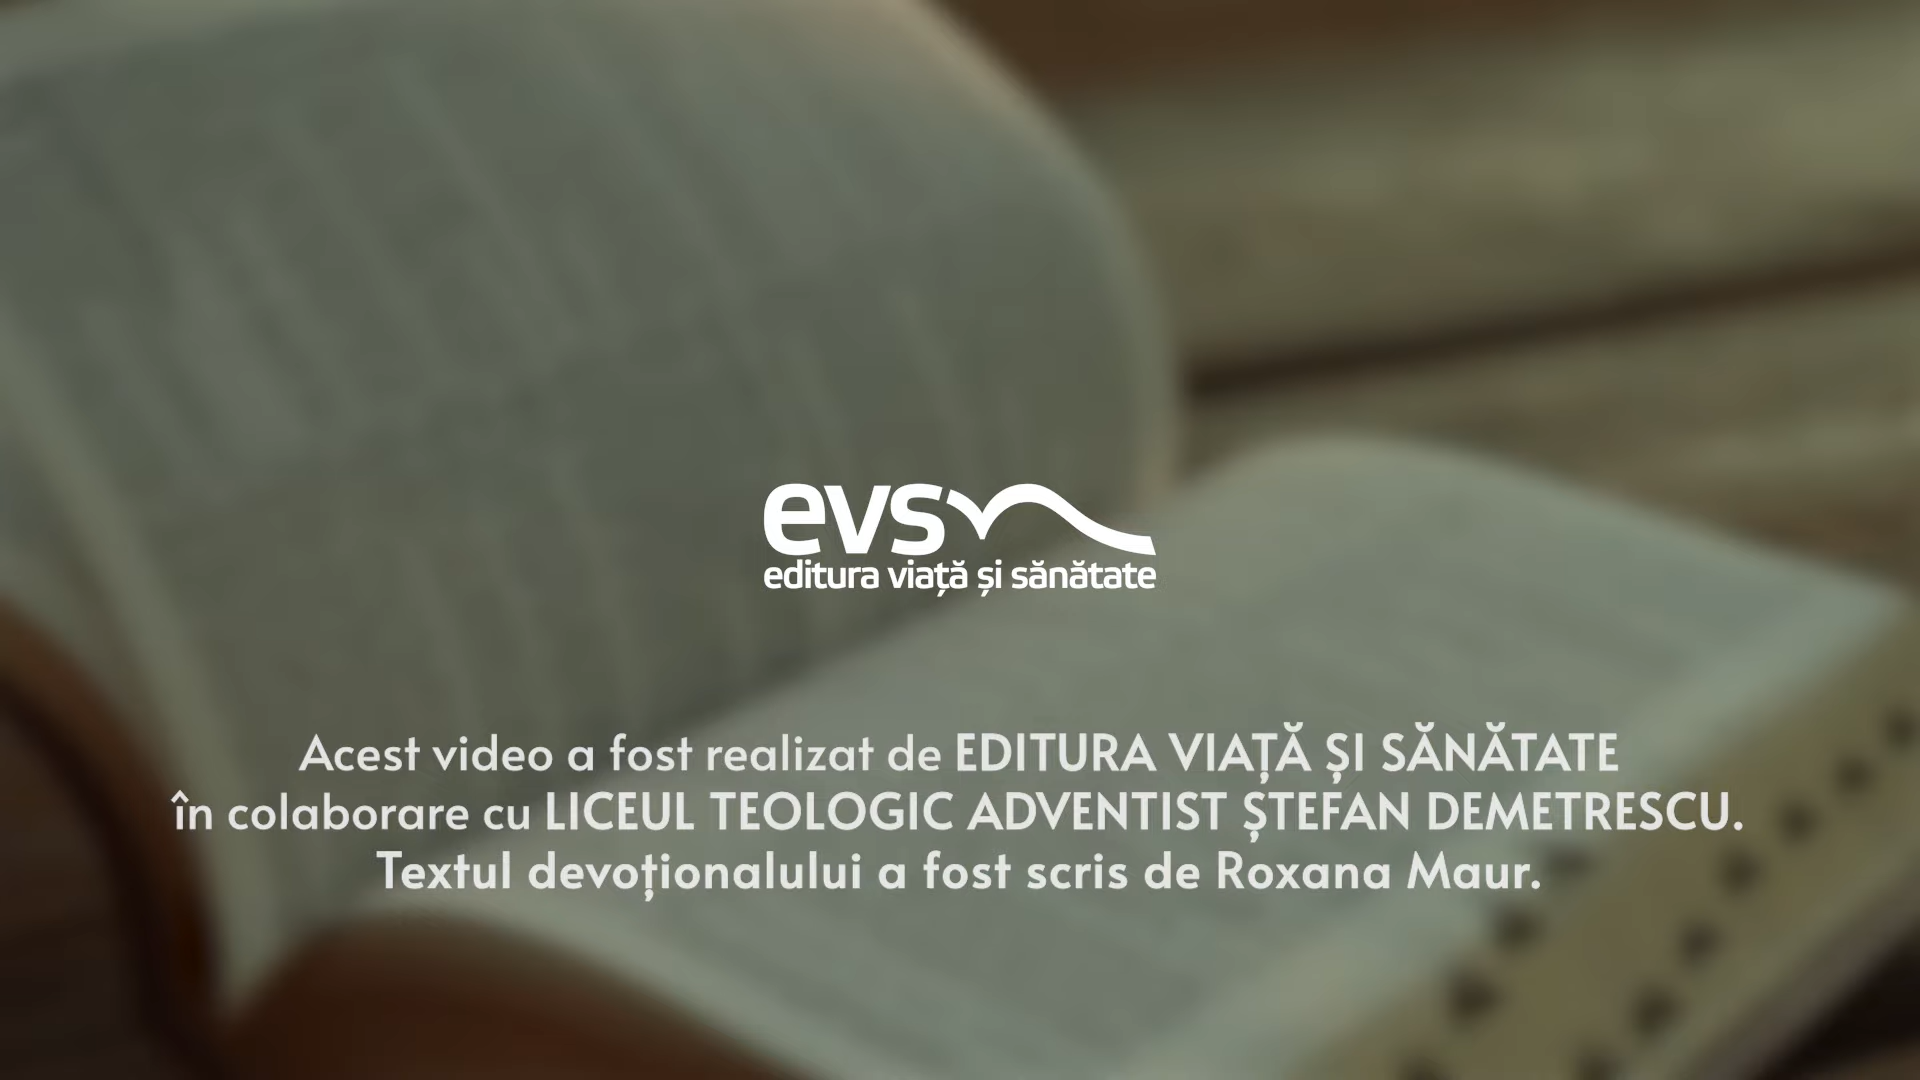 evs
editura viață și sănătate
Acest video a fost realizat de EDITURA VIAȚĂ ȘI SĂNĂTATE
în colaborare cu LICEUL TEOLOGIC ADVENTIST ȘTEFAN DEMETRESCU.
Textul devoționalului a fost scris de Roxana Maur.